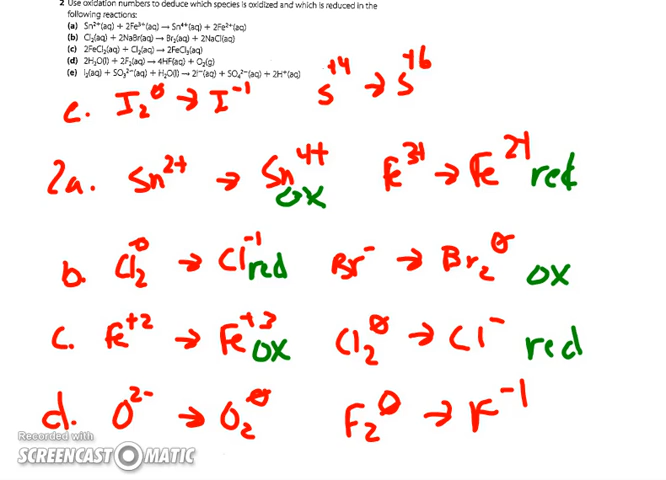 2 Use oxidation numbers to deduce which species is oxidized and which is reduced in the
following reactions:
(a) Sn²⁺(aq) + 2Fe³⁺(aq) → Sn⁴⁺(aq) + 2Fe²⁺(aq)
(b) Cl₂(aq) + 2NaBr(aq) → Br₂(aq) + 2NaCl(aq)
(c) 2FeCl₂(aq) + Cl₂(aq) → 2FeCl₃(aq)
(d) 2H₂O(l) + 2F₂(aq) → 4HF(aq) + O₂(g)
(e) I₂(aq) + SO₃²⁻(aq) + H₂O(l) → 2I⁻(aq) + SO₄²⁻(aq) + 2H⁺(aq)
e. I₂⁰ → I⁻¹ S⁺⁴ → S⁺⁶
2a. Sn²⁺ → Sn⁴⁺ ox Fe³⁺ → Fe²⁺ red
b. Cl₂⁰ → Cl⁻¹ red Br⁻ → Br₂⁰ ox
c. Fe⁺² → Fe⁺³ ox Cl₂⁰ → Cl⁻ red
d. O²⁻ → O₂⁰ F₂⁰ → F⁻¹
Recorded with
SCREENCAST O MATIC